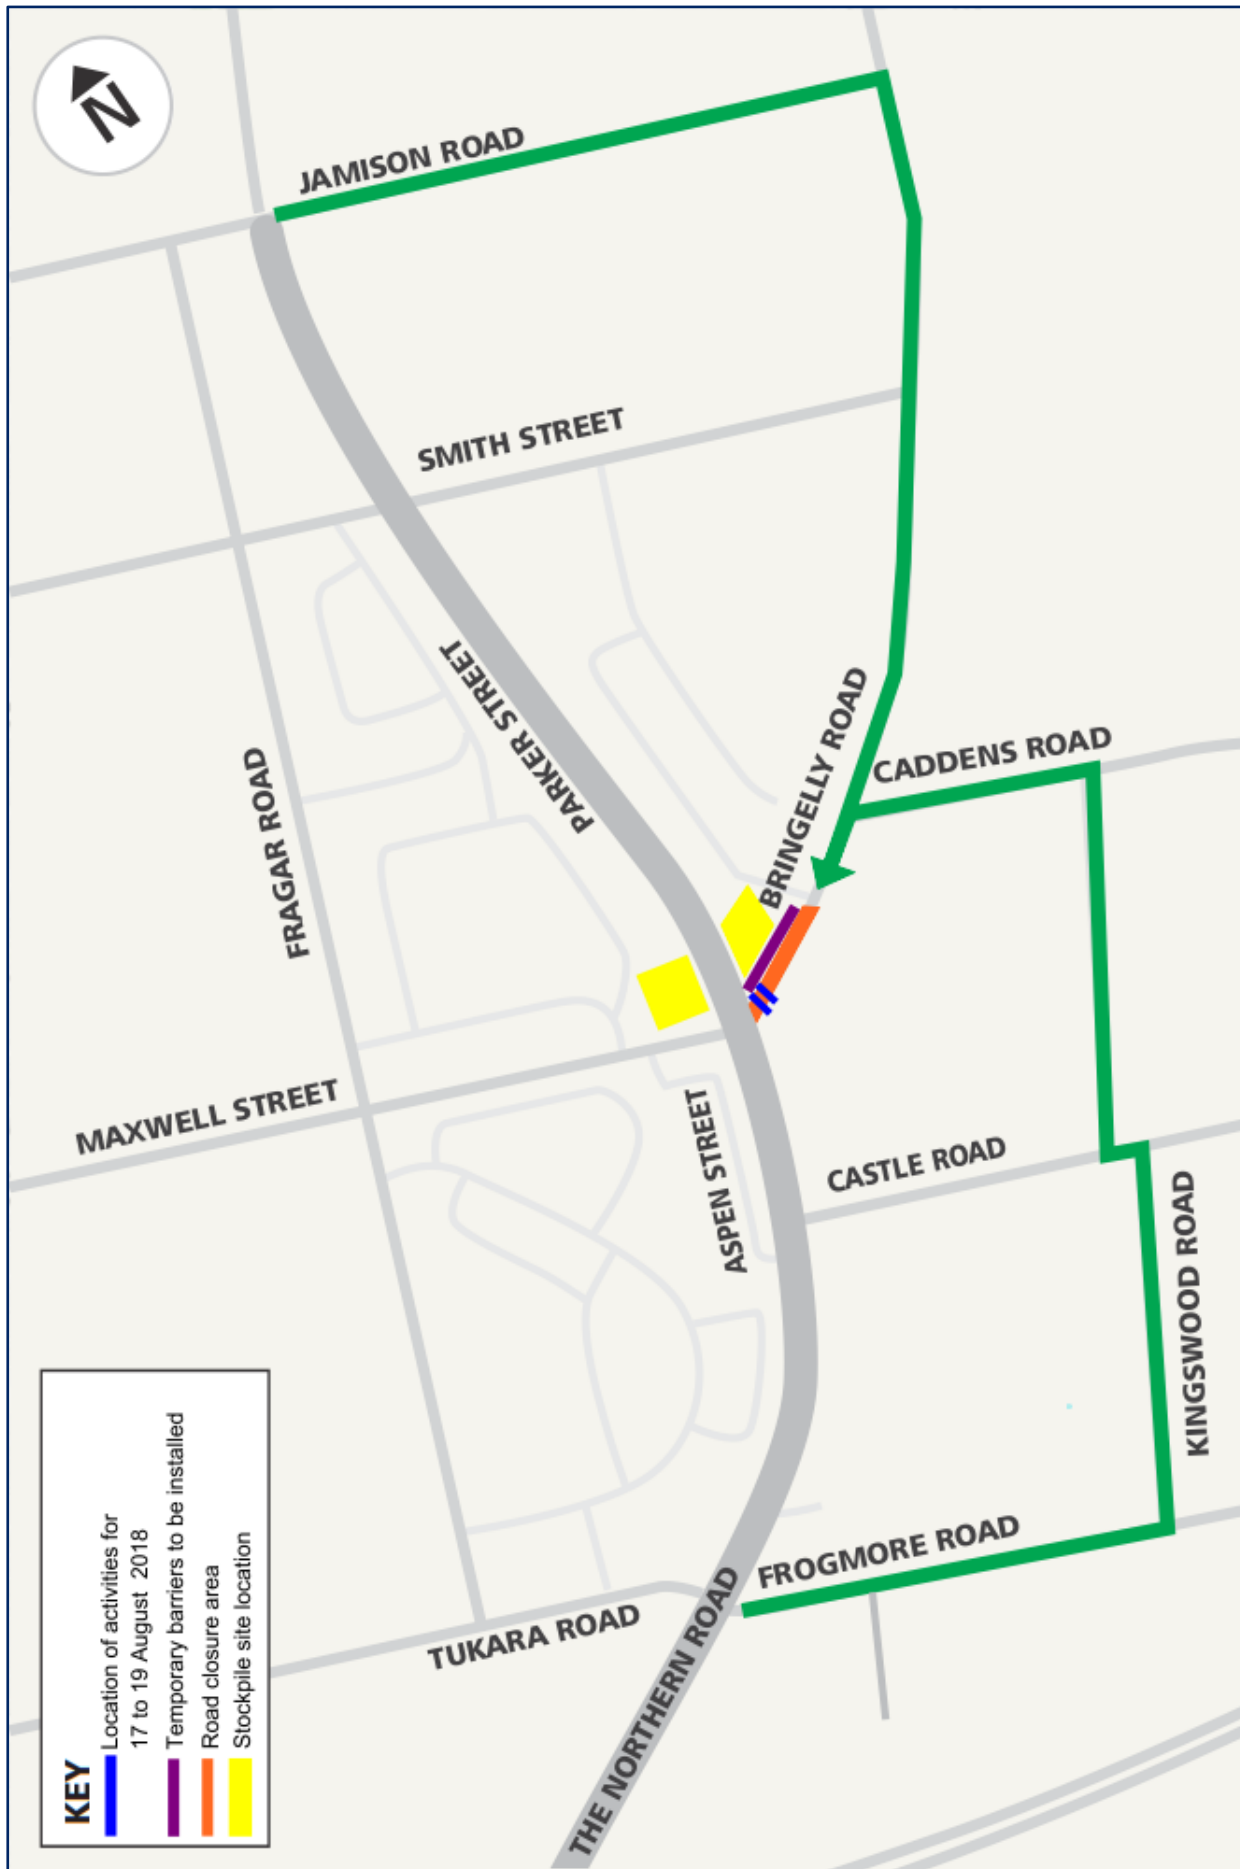 N
JAMISON ROAD
SMITH STREET
PARKER STREET
BRINGELLY ROAD
CADDENS ROAD
FRAGAR ROAD
MAXWELL STREET
ASPEN STREET
CASTLE ROAD
KINGSWOOD ROAD
FROGMORE ROAD
TUKARA ROAD
THE NORTHERN ROAD
KEY
Location of activities for
17 to 19 August 2018
Temporary barriers to be installed
Road closure area
Stockpile site location